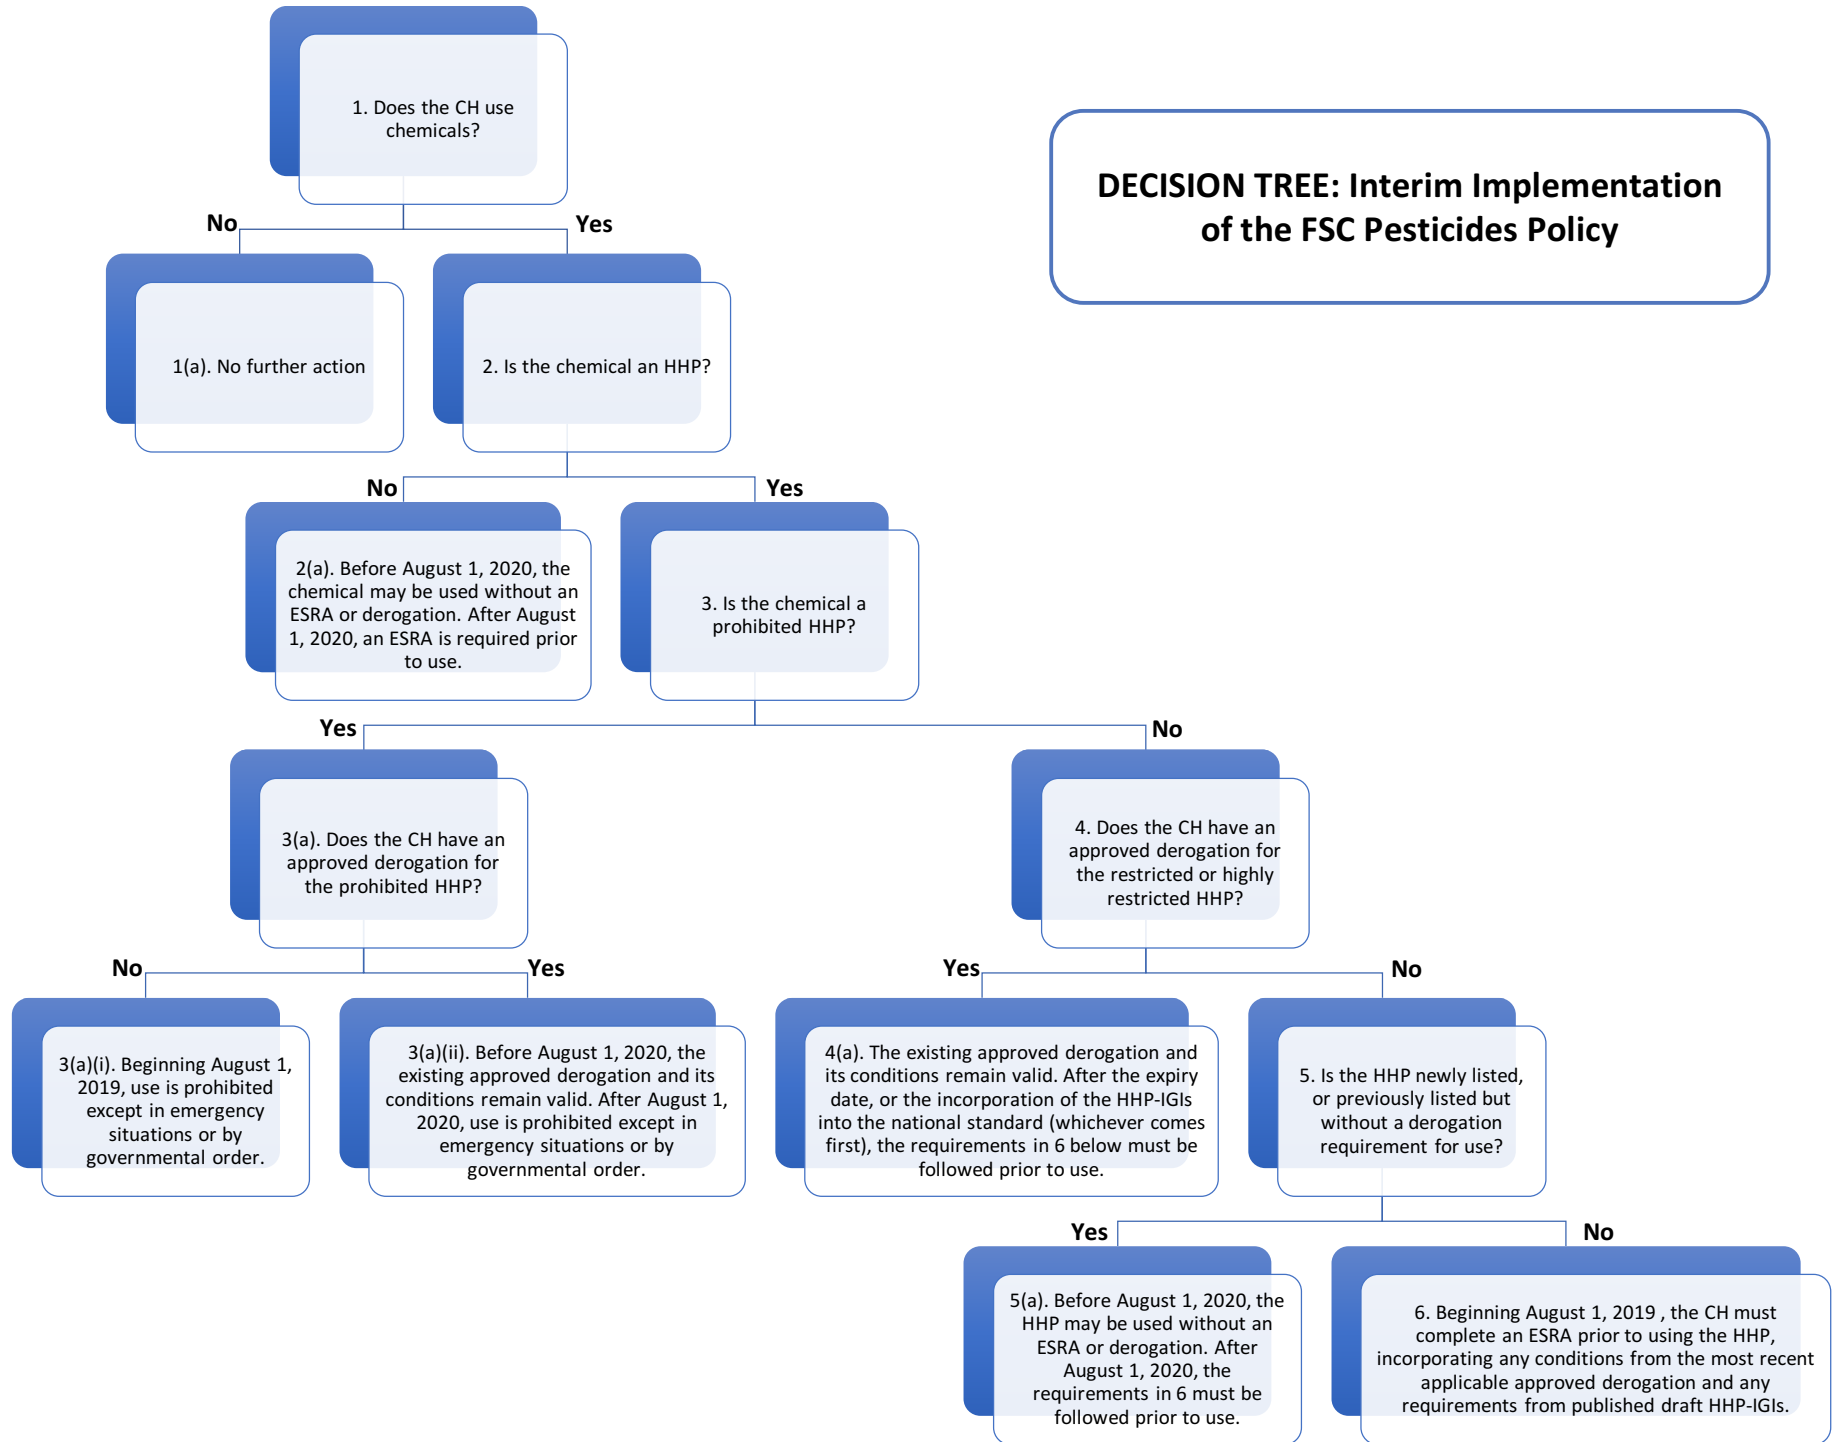 1. Does the CH use
chemicals?
DECISION TREE: Interim Implementation
of the FSC Pesticides Policy
No
Yes
1(a). No further action
2. Is the chemical an HHP?
No
Yes
2(a). Before August 1, 2020, the
chemical may be used without an
ESRA or derogation. After August
1, 2020, an ESRA is required prior
to use.
3. Is the chemical a
prohibited HHP?
Yes
No
3(a). Does the CH have an
approved derogation for
the prohibited HHP?
4. Does the CH have an
approved derogation for
the restricted or highly
restricted HHP?
No
Yes
Yes
No
3(a)(i). Beginning August 1,
2019, use is prohibited
except in emergency
situations or by
governmental order.
3(a)(ii). Before August 1, 2020, the
existing approved derogation and its
conditions remain valid. After August 1,
2020, use is prohibited except in
emergency situations or by
governmental order.
4(a). The existing approved derogation and
its conditions remain valid. After the expiry
date, or the incorporation of the HHP-IGIs
into the national standard (whichever comes
first), the requirements in 6 below must be
followed prior to use.
5. Is the HHP newly listed,
or previously listed but
without a derogation
requirement for use?
Yes
No
5(a). Before August 1, 2020, the
HHP may be used without an
ESRA or derogation. After
August 1, 2020, the
requirements in 6 must be
followed prior to use.
6. Beginning August 1, 2019 , the CH must
complete an ESRA prior to using the HHP,
incorporating any conditions from the most recent
applicable approved derogation and any
requirements from published draft HHP-IGIs.